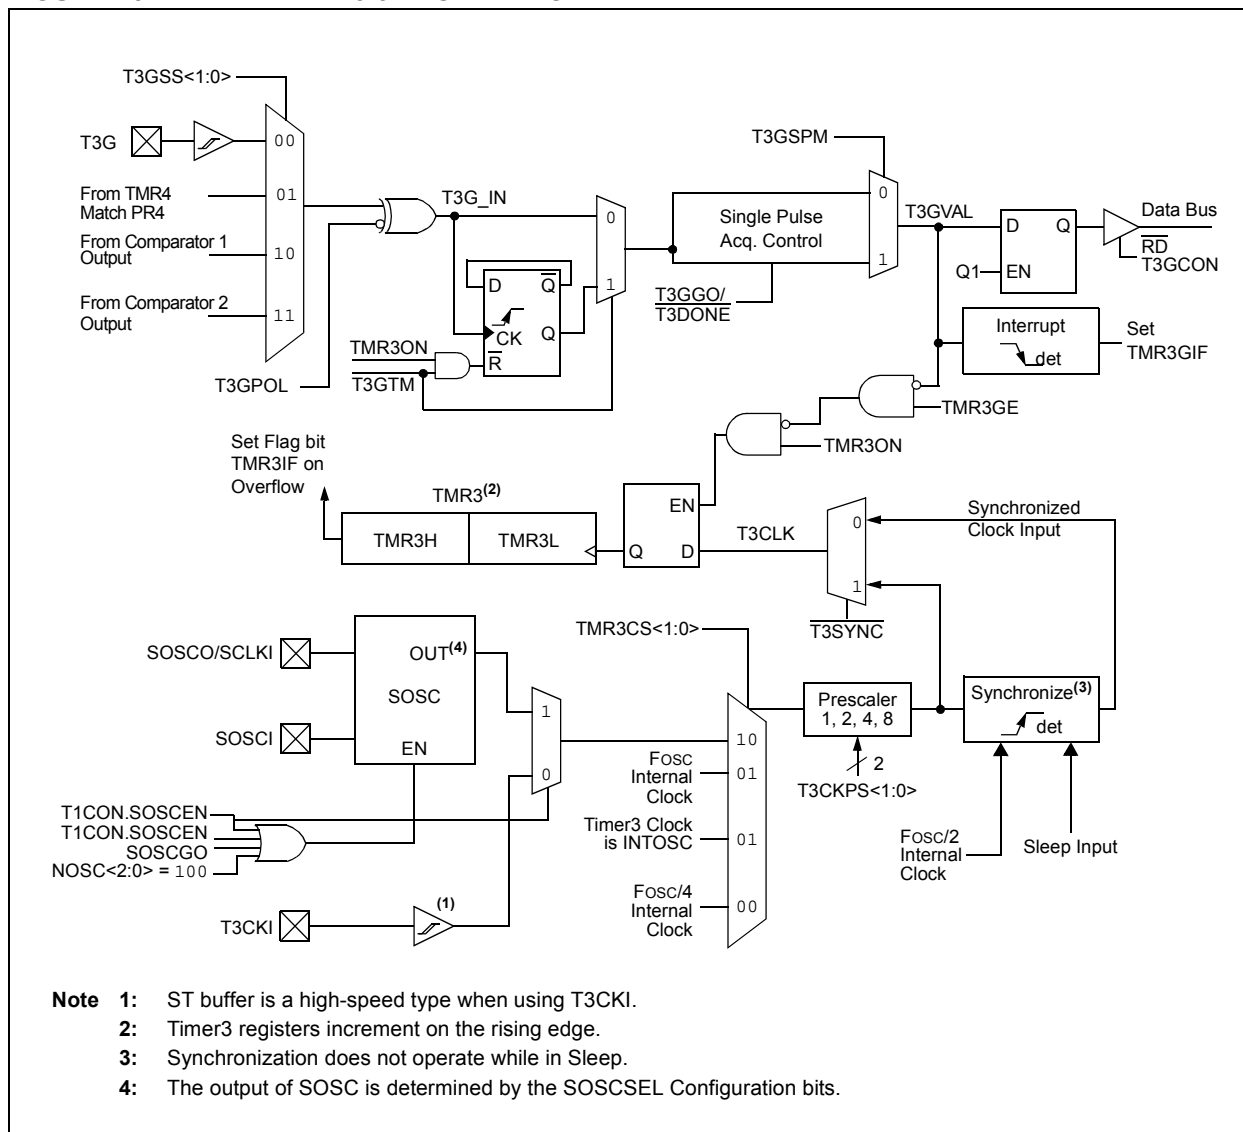 T3GSS<1:0>
T3G
00
From TMR4
Match PR4
01
From Comparator 1
Output
10
From Comparator 2
Output
11
T3GPOL
T3G_IN
0
1
D
Q
CK
Q
R
TMR3ON
T3GTM
T3GSPM
Single Pulse
Acq. Control
T3GGO/
T3DONE
0
1
T3GVAL
D
Q
Q1
EN
Data Bus
RD
T3GCON
Interrupt
det
Set
TMR3GIF
TMR3GE
TMR3ON
Set Flag bit
TMR3IF on
Overflow
TMR3(2)
TMR3H
TMR3L
EN
Q
D
T3CLK
0
1
Synchronized
Clock Input
T3SYNC
TMR3CS<1:0>
SOSCO/SCLKI
OUT(4)
SOSC
SOSCI
EN
1
0
Prescaler
1, 2, 4, 8
Synchronize(3)
det
2
T3CKPS<1:0>
10
FOSC
Internal
Clock
01
Timer3 Clock
is INTOSC
01
FOSC/4
Internal
Clock
00
FOSC/2
Internal
Clock
Sleep Input
T1CON.SOSCEN
T1CON.SOSCEN
SOSCGO
NOSC<2:0> = 100
T3CKI
(1)
Note 1: ST buffer is a high-speed type when using T3CKI.
2: Timer3 registers increment on the rising edge.
3: Synchronization does not operate while in Sleep.
4: The output of SOSC is determined by the SOSCSEL Configuration bits.